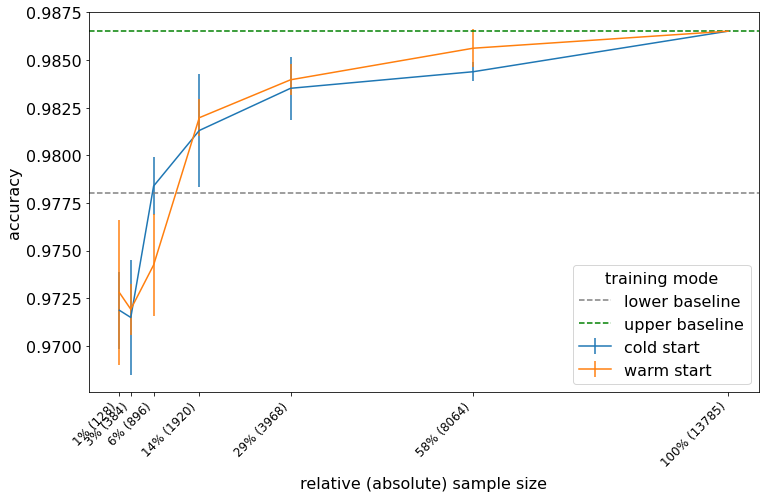 0.9875
0.9850
0.9825
0.9800
0.9775
0.9750
0.9725
0.9700
accuracy
training mode
lower baseline
upper baseline
cold start
warm start
1% (128)
3% (384)
6% (896)
14% (1920)
29% (3968)
58% (8064)
100% (13785)
relative (absolute) sample size